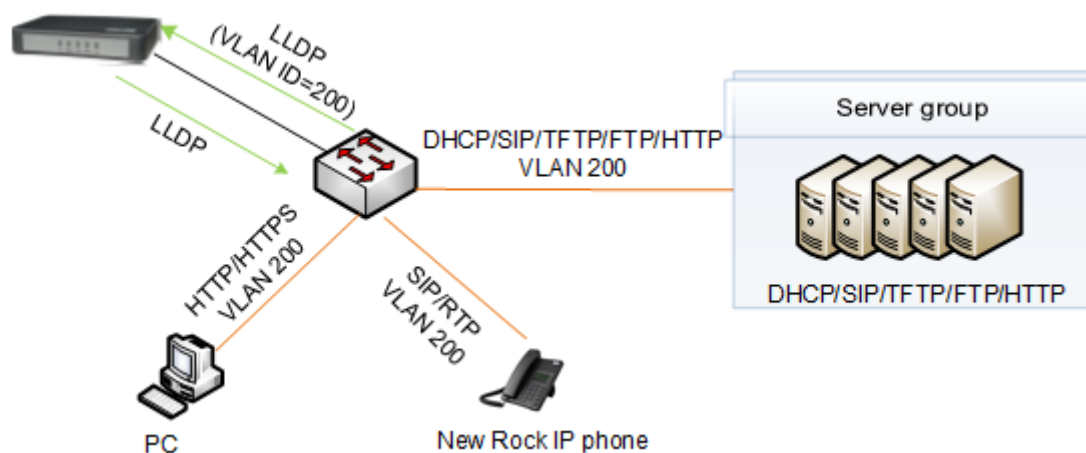 LLDP
(VLAN ID=200)
LLDP
DHCP/SIP/TFTP/FTP/HTTP
VLAN 200
Server group
DHCP/SIP/TFTP/FTP/HTTP
HTTP/HTTPS
VLAN 200
SIP/RTP
VLAN 200
PC
New Rock IP phone